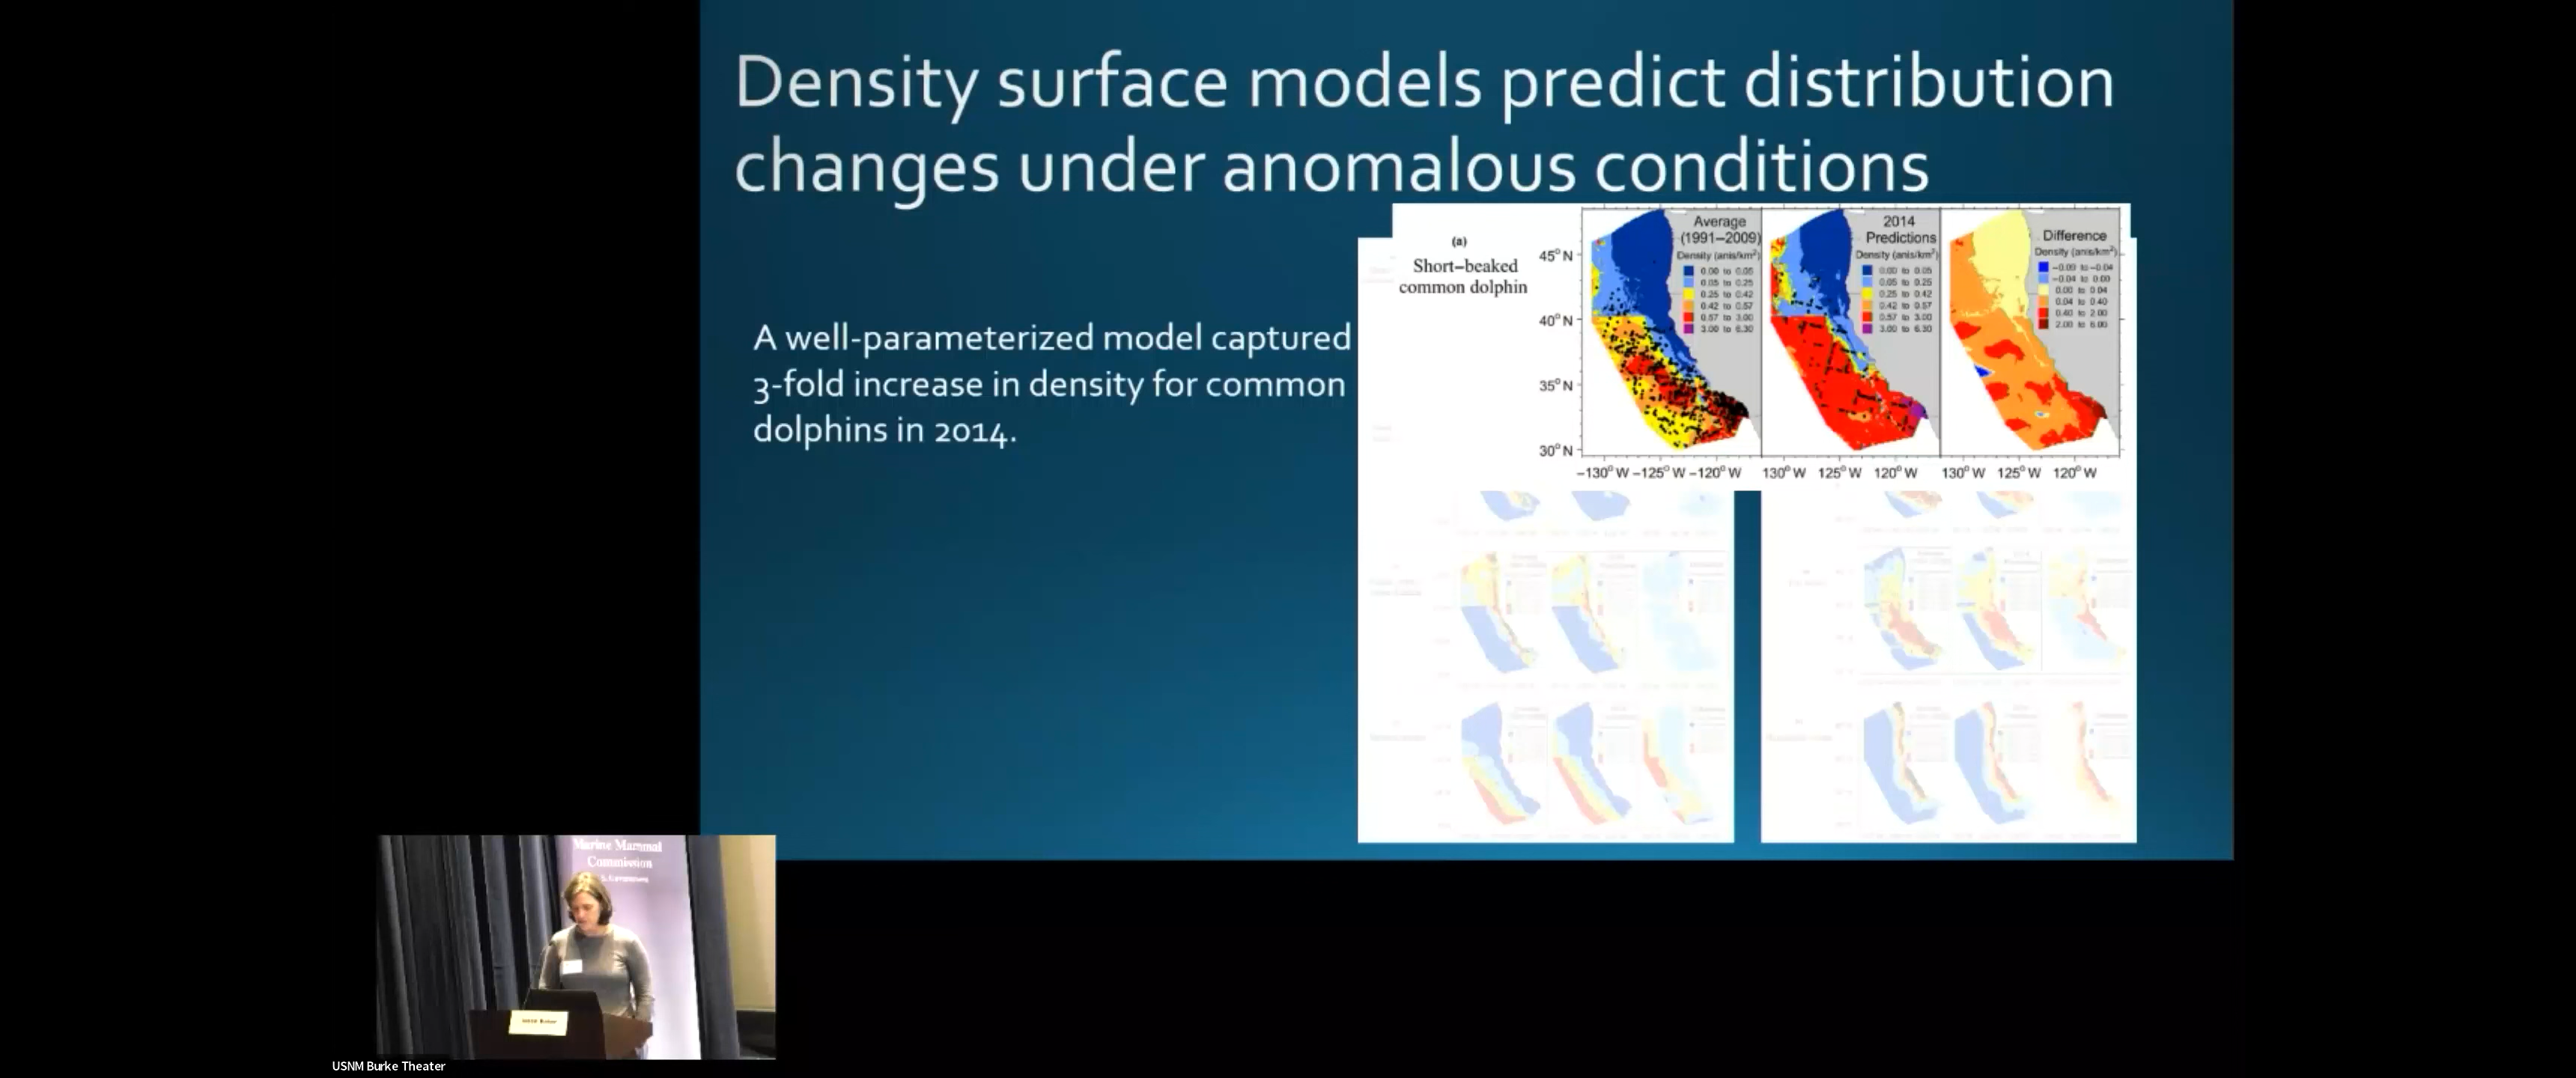 Density surface models predict distribution
changes under anomalous conditions
A well-parameterized model captured
3-fold increase in density for common
dolphins in 2014.
(a)
Short-beaked
common dolphin
45°N
40°N
35°N
30°N
Average
(1991-2009)
Density (anis/km²)
0.00 to 0.05
0.05 to 0.25
0.25 to 0.42
0.42 to 0.57
0.57 to 3.00
3.00 to 6.30
2014
Predictions
Density (anis/km²)
0.00 to 0.05
0.05 to 0.25
0.25 to 0.42
0.42 to 0.57
0.57 to 3.00
3.00 to 6.30
Difference
Density (anis/km²)
-0.09 to -0.04
-0.04 to 0.00
0.00 to 0.04
0.04 to 0.40
0.40 to 2.00
2.00 to 6.00
-130°W -125°W -120°W
130°W 125°W 120°W
130°W 125°W 120°W
Marine Mammal
Commission
USNM Burke Theater